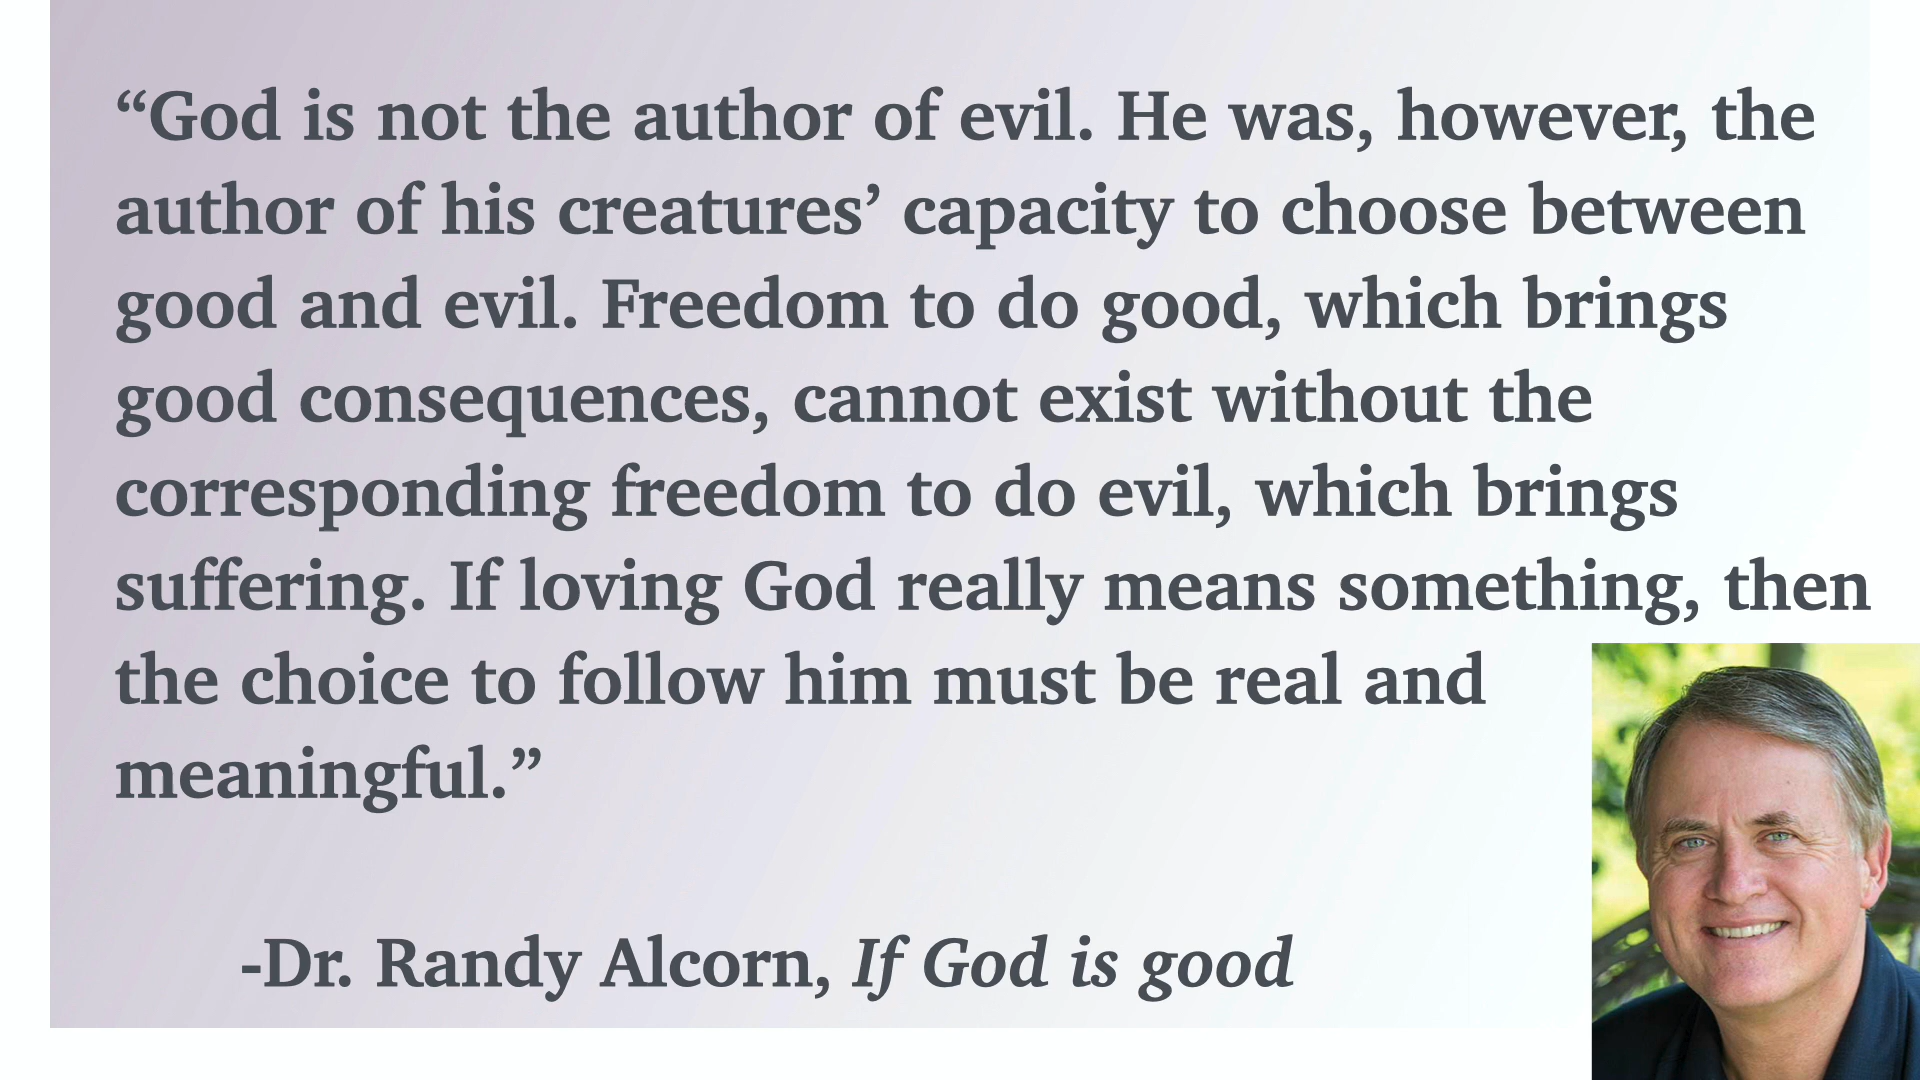 “God is not the author of evil. He was, however, the
author of his creatures’ capacity to choose between
good and evil. Freedom to do good, which brings
good consequences, cannot exist without the
corresponding freedom to do evil, which brings
suffering. If loving God really means something, then
the choice to follow him must be real and
meaningful.”
-Dr. Randy Alcorn, If God is good